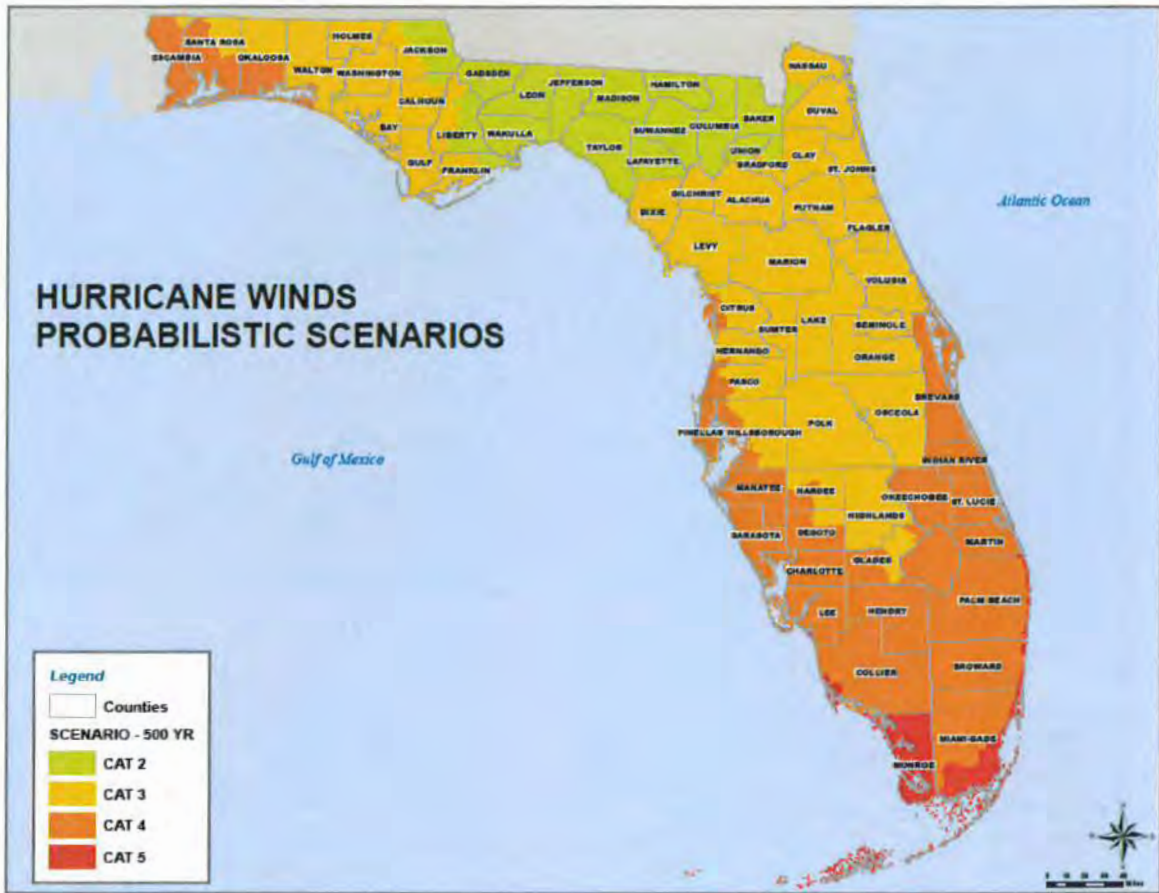 HOLMES
SANTA ROSA
JACKSON
ESCAMBIA
OKALOOSA
WALTON
WASHINGTON
GADSDEN
NASSAU
JEFFERSON
HAMILTON
LEON
MADISON
CALHOUN
DUVAL
BAKER
COLUMBIA
SUWANNEE
BAY
LIBERTY
WAKULLA
TAYLOR
UNION
CLAY
GULF
LAFAYETTE
BRADFORD
FRANKLIN
ST. JOHNS
GILCHRIST
ALACHUA
Atlantic Ocean
PUTNAM
DIXIE
FLAGLER
LEVY
MARION
VOLUSIA
HURRICANE WINDS
PROBABILISTIC SCENARIOS
CITRUS
LAKE
SEMINOLE
SUMTER
HERNANDO
ORANGE
PASCO
BREVARD
OSCEOLA
POLK
PINELLAS HILLSBOROUGH
Gulf of Mexico
INDIAN RIVER
MANATEE
HARDEE
OKEECHOBEE
ST. LUCIE
HIGHLANDS
SARASOTA
DESOTO
MARTIN
GLADES
CHARLOTTE
PALM BEACH
LEE
HENDRY
BROWARD
COLLIER
MIAMI-DADE
MONROE
Legend
Counties
SCENARIO - 500 YR
CAT 2
CAT 3
CAT 4
CAT 5